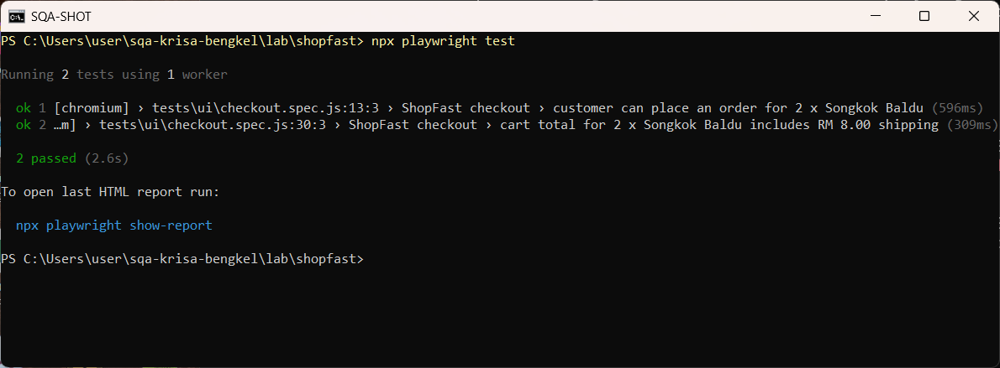 SQA-SHOT
PS C:\Users\user\sqa-krisa-bengkel\lab\shopfast> npx playwright test
Running 2 tests using 1 worker
ok 1 [chromium] › tests\ui\checkout.spec.js:13:3 › ShopFast checkout › customer can place an order for 2 x Songkok Baldu (596ms)
ok 2 …m] › tests\ui\checkout.spec.js:30:3 › ShopFast checkout › cart total for 2 x Songkok Baldu includes RM 8.00 shipping (309ms)
2 passed (2.6s)
To open last HTML report run:
npx playwright show-report
PS C:\Users\user\sqa-krisa-bengkel\lab\shopfast>